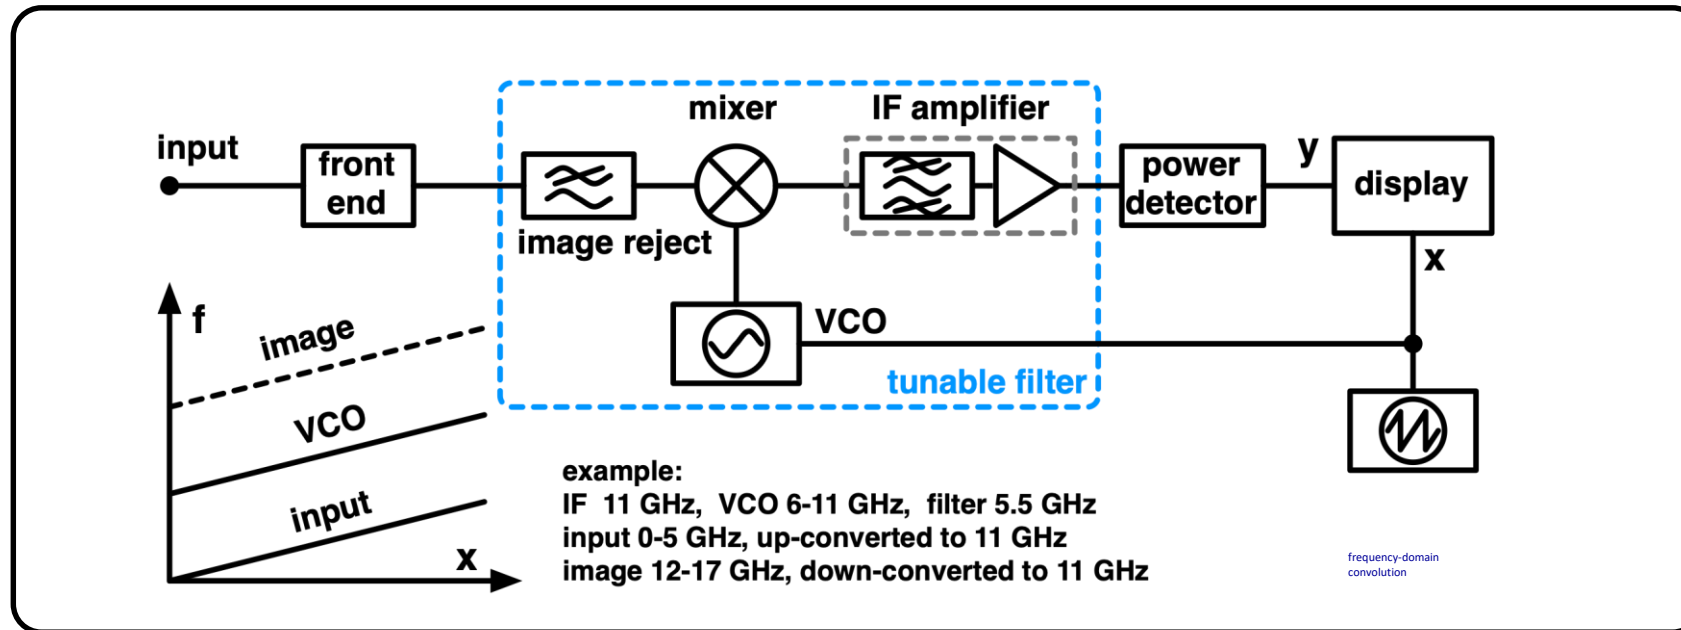 mixer
IF amplifier
input
front
end
image reject
power
detector
y
display
x
VCO
tunable filter
f
image
VCO
input
x
example:
IF 11 GHz, VCO 6-11 GHz, filter 5.5 GHz
input 0-5 GHz, up-converted to 11 GHz
image 12-17 GHz, down-converted to 11 GHz
frequency-domain
convolution